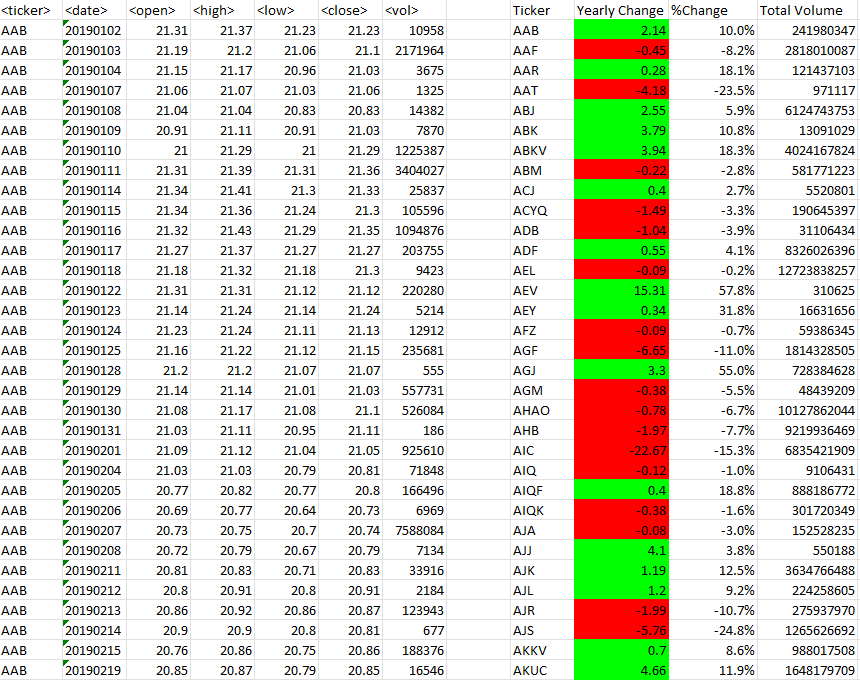 <ticker> <date> <open> <high> <low> <close> <vol> Ticker Yearly Change %Change Total Volume
AAB 20190102 21.31 21.37 21.23 21.23 10958 AAB 2.14 10.0% 241980347
AAB 20190103 21.19 21.2 21.06 21.1 2171964 AAF -0.45 -8.2% 2818010087
AAB 20190104 21.15 21.17 20.96 21.03 3675 AAR 0.28 18.1% 121437103
AAB 20190107 21.06 21.07 21.03 21.06 1325 AAT -4.18 -23.5% 971117
AAB 20190108 21.04 21.04 20.83 20.83 14382 ABJ 2.55 5.9% 6124743753
AAB 20190109 20.91 21.11 20.91 21.03 7870 ABK 3.79 10.8% 13091029
AAB 20190110 21 21.29 21 21.29 1225387 ABKV 3.94 18.3% 4024167824
AAB 20190111 21.31 21.39 21.31 21.36 3404027 ABM -0.22 -2.8% 581771223
AAB 20190114 21.34 21.41 21.3 21.33 25837 ACJ 0.4 2.7% 5520801
AAB 20190115 21.34 21.36 21.24 21.3 105596 ACYQ -1.49 -3.3% 190645397
AAB 20190116 21.32 21.43 21.29 21.35 1094876 ADB -1.04 -3.9% 31106434
AAB 20190117 21.27 21.37 21.27 21.27 203755 ADF 0.55 4.1% 8326026396
AAB 20190118 21.18 21.32 21.18 21.3 9423 AEL -0.09 -0.2% 12723838257
AAB 20190122 21.31 21.31 21.12 21.12 220280 AEV 15.31 57.8% 310625
AAB 20190123 21.14 21.24 21.14 21.24 5214 AEY 0.34 31.8% 16631656
AAB 20190124 21.23 21.24 21.11 21.13 12912 AFZ -0.09 -0.7% 59386345
AAB 20190125 21.16 21.22 21.12 21.15 235681 AGF -6.65 -11.0% 1814328505
AAB 20190128 21.2 21.2 21.07 21.07 555 AGJ 3.3 55.0% 728384628
AAB 20190129 21.14 21.14 21.01 21.03 557731 AGM -0.38 -5.5% 48439209
AAB 20190130 21.08 21.17 21.08 21.1 526084 AHAO -0.78 -6.7% 10127862044
AAB 20190131 21.03 21.11 20.95 21.11 186 AHB -1.97 -7.7% 9219936469
AAB 20190201 21.09 21.12 21.04 21.05 925610 AIC -22.67 -15.3% 6835421909
AAB 20190204 21.03 21.03 20.79 20.81 71848 AIQ -0.12 -1.0% 9106431
AAB 20190205 20.77 20.82 20.77 20.8 166496 AIQF 0.4 18.8% 888186772
AAB 20190206 20.69 20.77 20.64 20.73 6969 AIQK -0.38 -1.6% 301720349
AAB 20190207 20.73 20.75 20.7 20.74 7588084 AJA -0.08 -3.0% 152528235
AAB 20190208 20.72 20.79 20.67 20.79 7134 AJJ 4.1 3.8% 550188
AAB 20190211 20.81 20.83 20.71 20.83 33916 AJK 1.19 12.5% 3634766488
AAB 20190212 20.8 20.91 20.8 20.91 2184 AJL 1.2 9.2% 224258605
AAB 20190213 20.86 20.92 20.86 20.87 123943 AJR -1.99 -10.7% 275937970
AAB 20190214 20.9 20.9 20.8 20.81 677 AJS -5.76 -24.8% 1265626692
AAB 20190215 20.76 20.86 20.75 20.86 188376 AKKV 0.7 8.6% 988017508
AAB 20190219 20.85 20.87 20.79 20.85 16546 AKUC 4.66 11.9% 1648179709